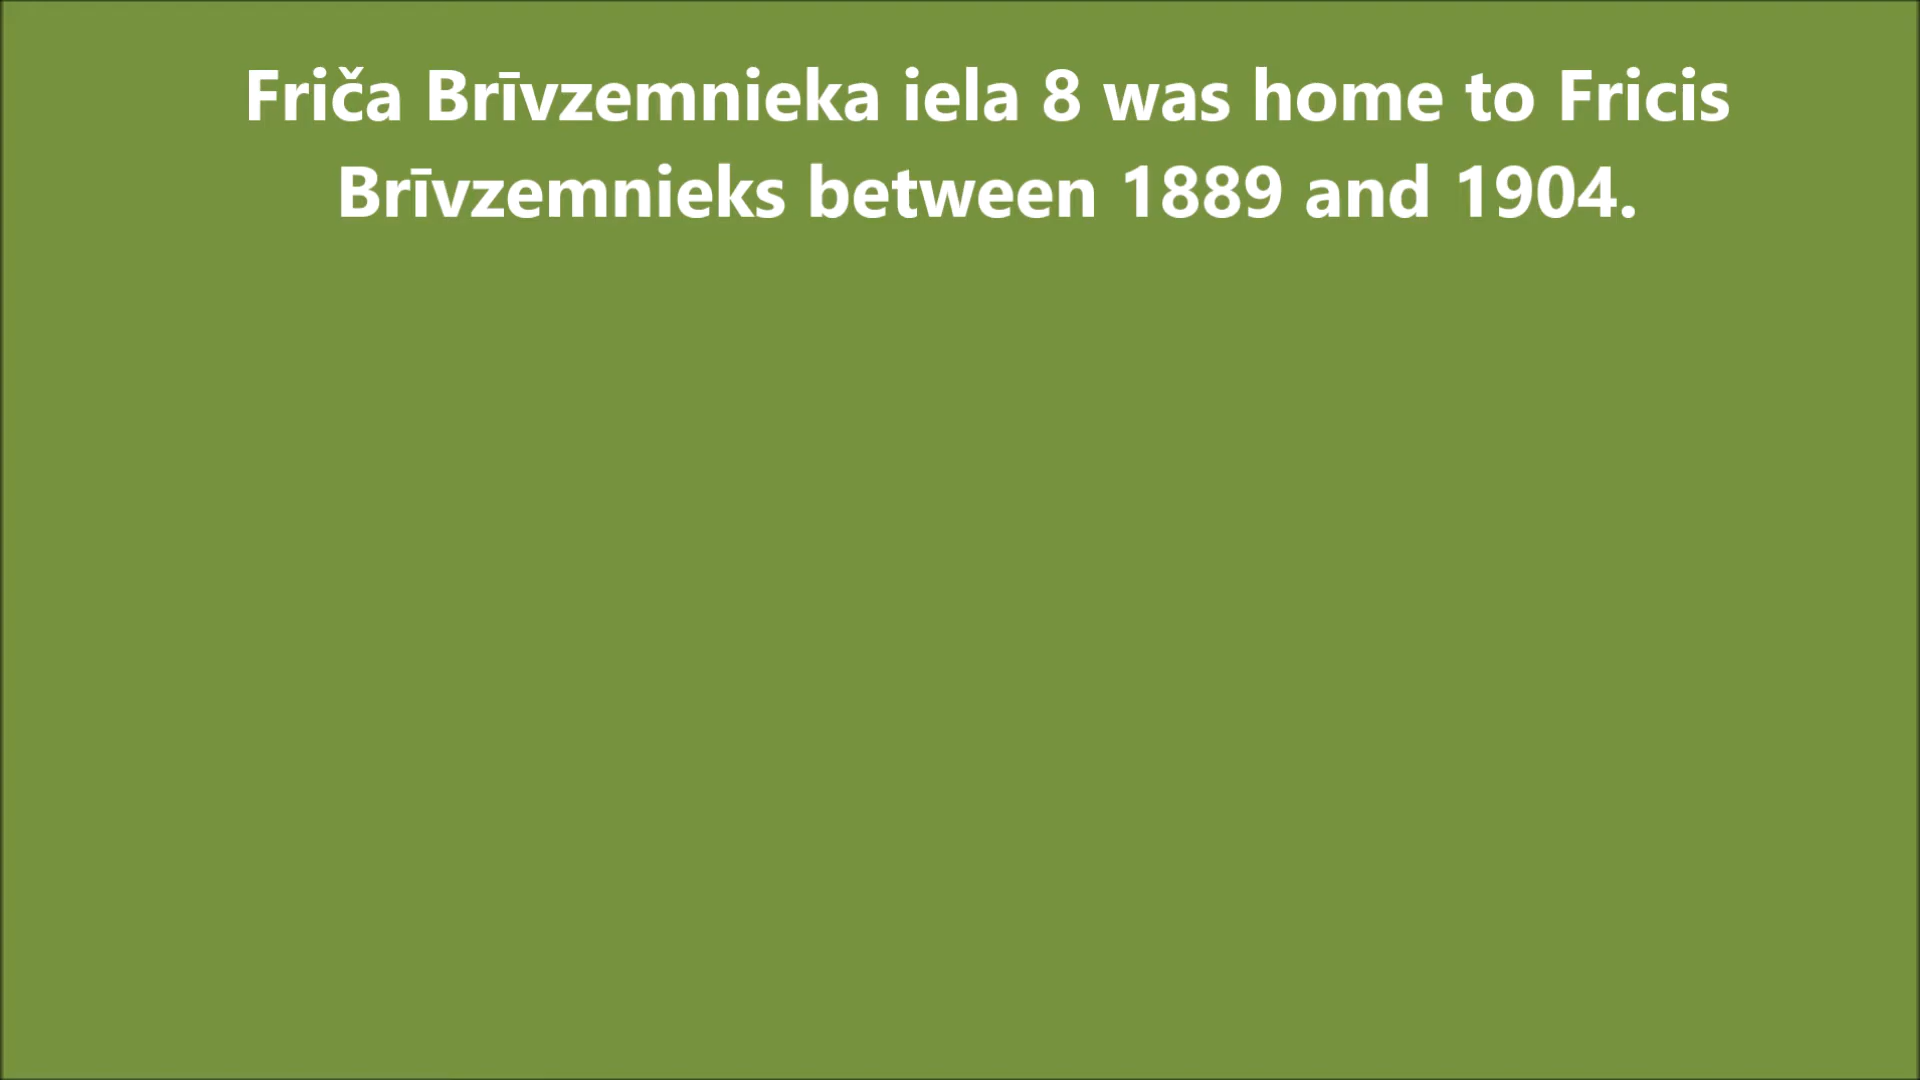 Friča Brīvzemnieka iela 8 was home to Fricis
Brīvzemnieks between 1889 and 1904.